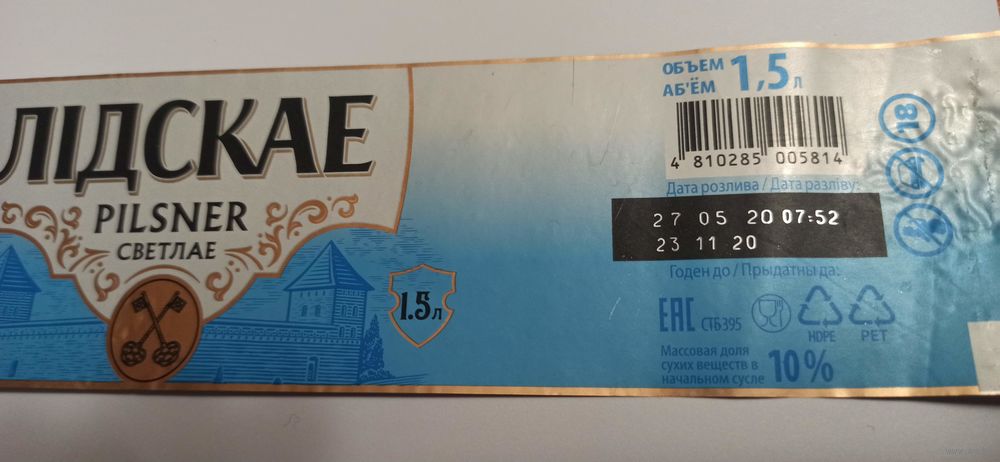 ЛІДСКАЕ
PILSNER
СВЕТЛАЕ
1.5л
ОБЪЕМ
АБ'ЁМ
1,5 л
4 810285 005814
Дата розлива / Дата разліву:
27 05 20 07:52
23 11 20
Годен до / Прыдатны да:
EAC
СТБ395
HDPE
PET
Массовая доля
сухих веществ в
начальном сусле
10%
18